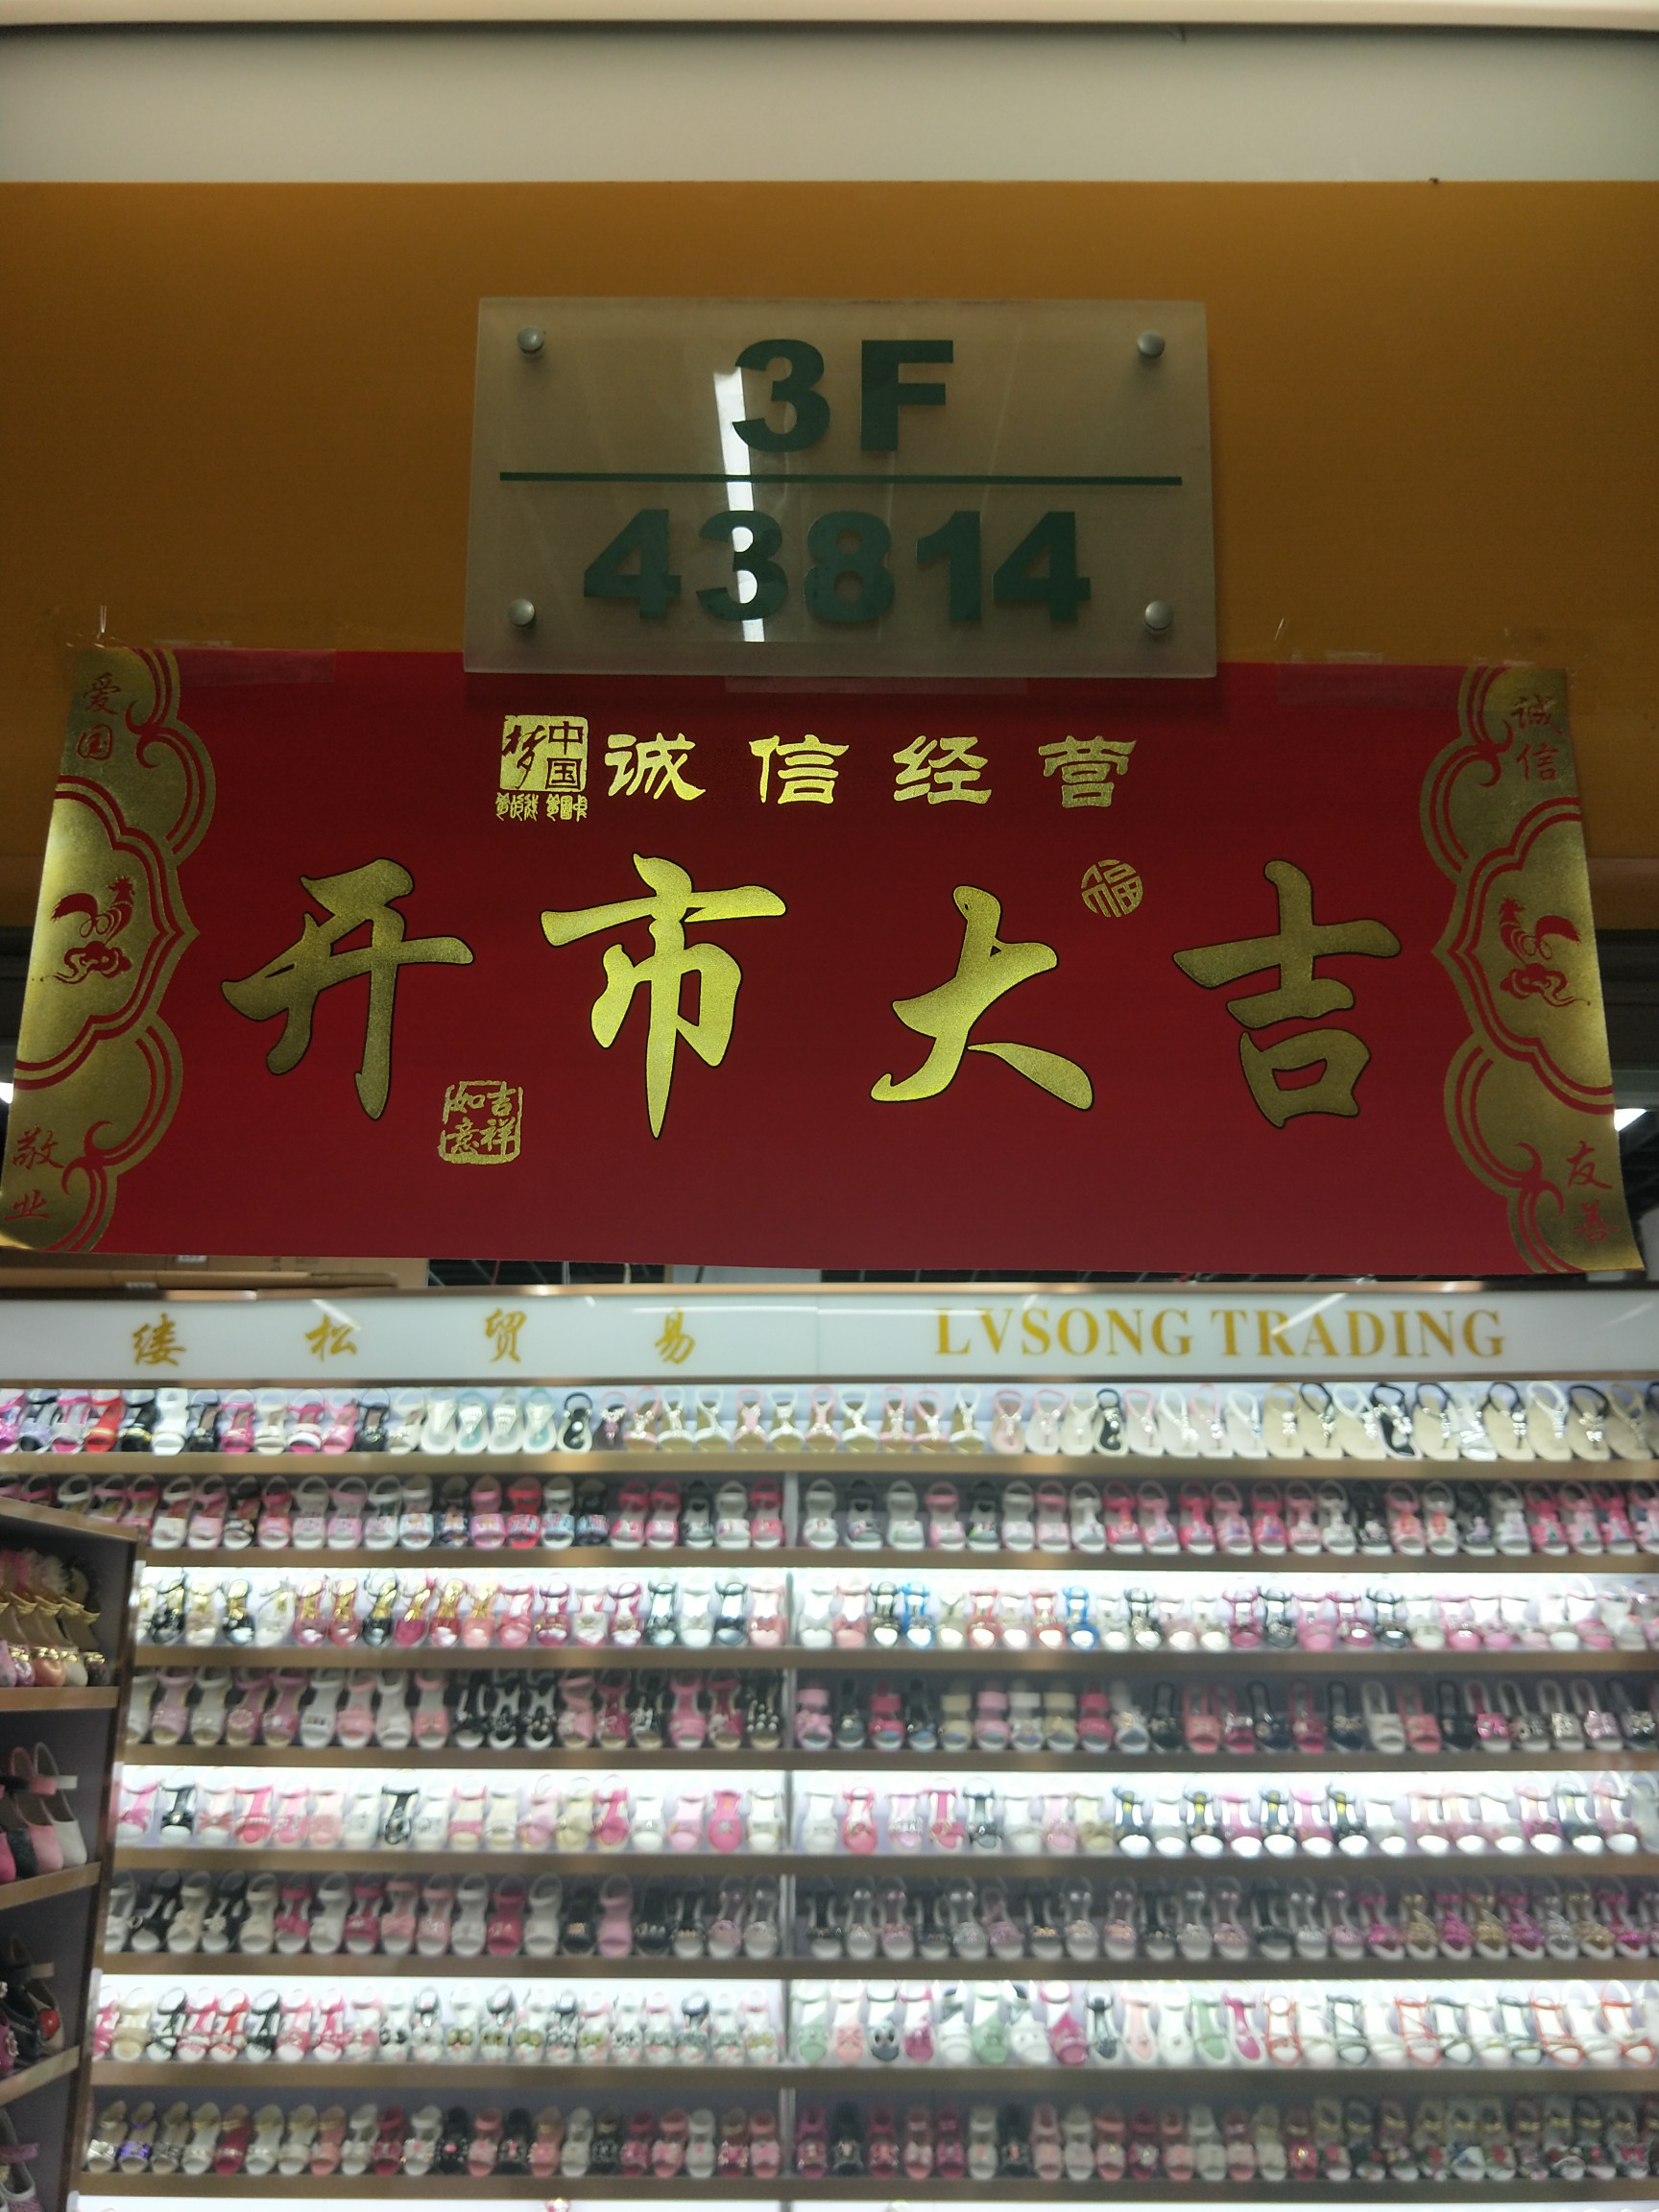 3F
43814
爱国
诚信
中国
梦
诚信经营
福
开市大吉
吉祥
如意
敬业
友善
缕松贸易
LVSONG TRADING